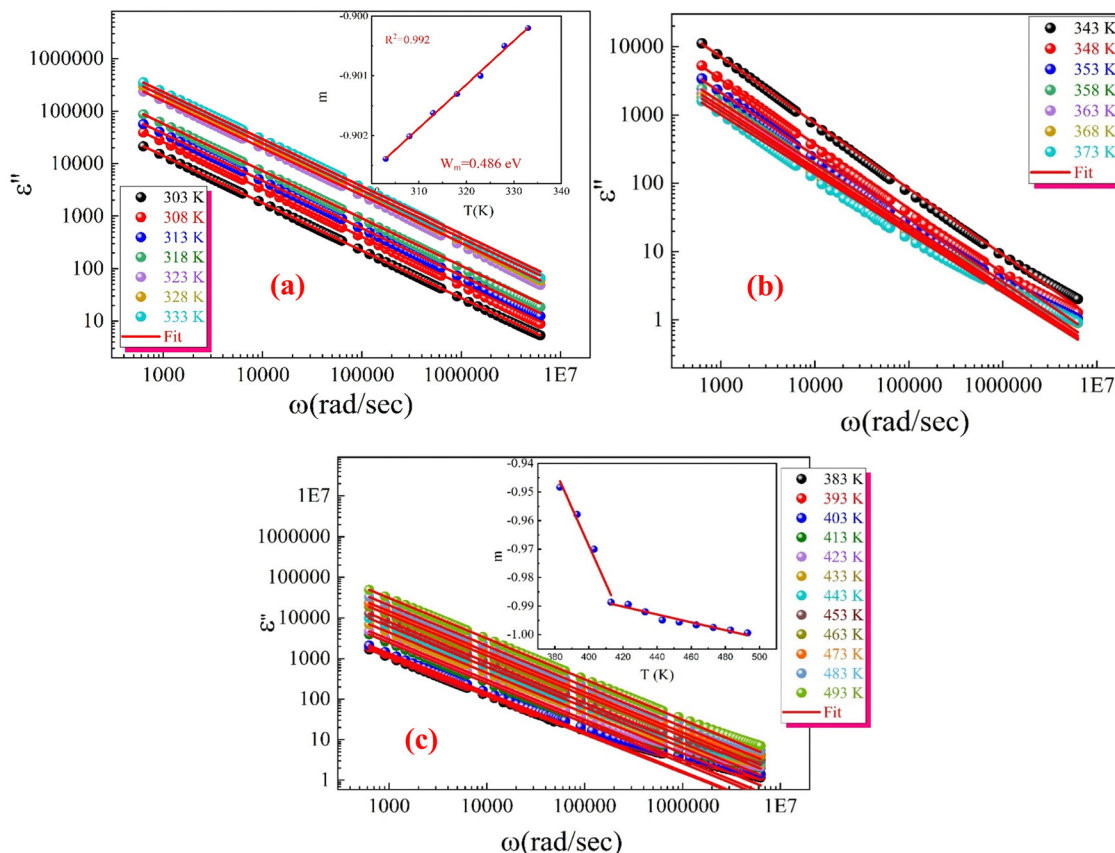 1000000
100000
10000
1000
100
10
ε''
303 K
308 K
313 K
318 K
323 K
328 K
333 K
Fit
(a)
-0.900
-0.901
-0.902
m
R²=0.992
Wm=0.486 eV
310 320 330 340
T(K)
1000 10000 100000 1000000 1E7
ω(rad/sec)
10000
1000
100
10
1
ε''
(b)
343 K
348 K
353 K
358 K
363 K
368 K
373 K
Fit
1000 10000 100000 1000000 1E7
ω(rad/sec)
1E7
1000000
100000
10000
1000
100
10
1
ε''
(c)
-0.94
-0.95
-0.96
-0.97
-0.98
-0.99
-1.00
m
380 400 420 440 460 480 500
T (K)
383 K
393 K
403 K
413 K
423 K
433 K
443 K
453 K
463 K
473 K
483 K
493 K
Fit
1000 10000 100000 1000000 1E7
ω(rad/sec)